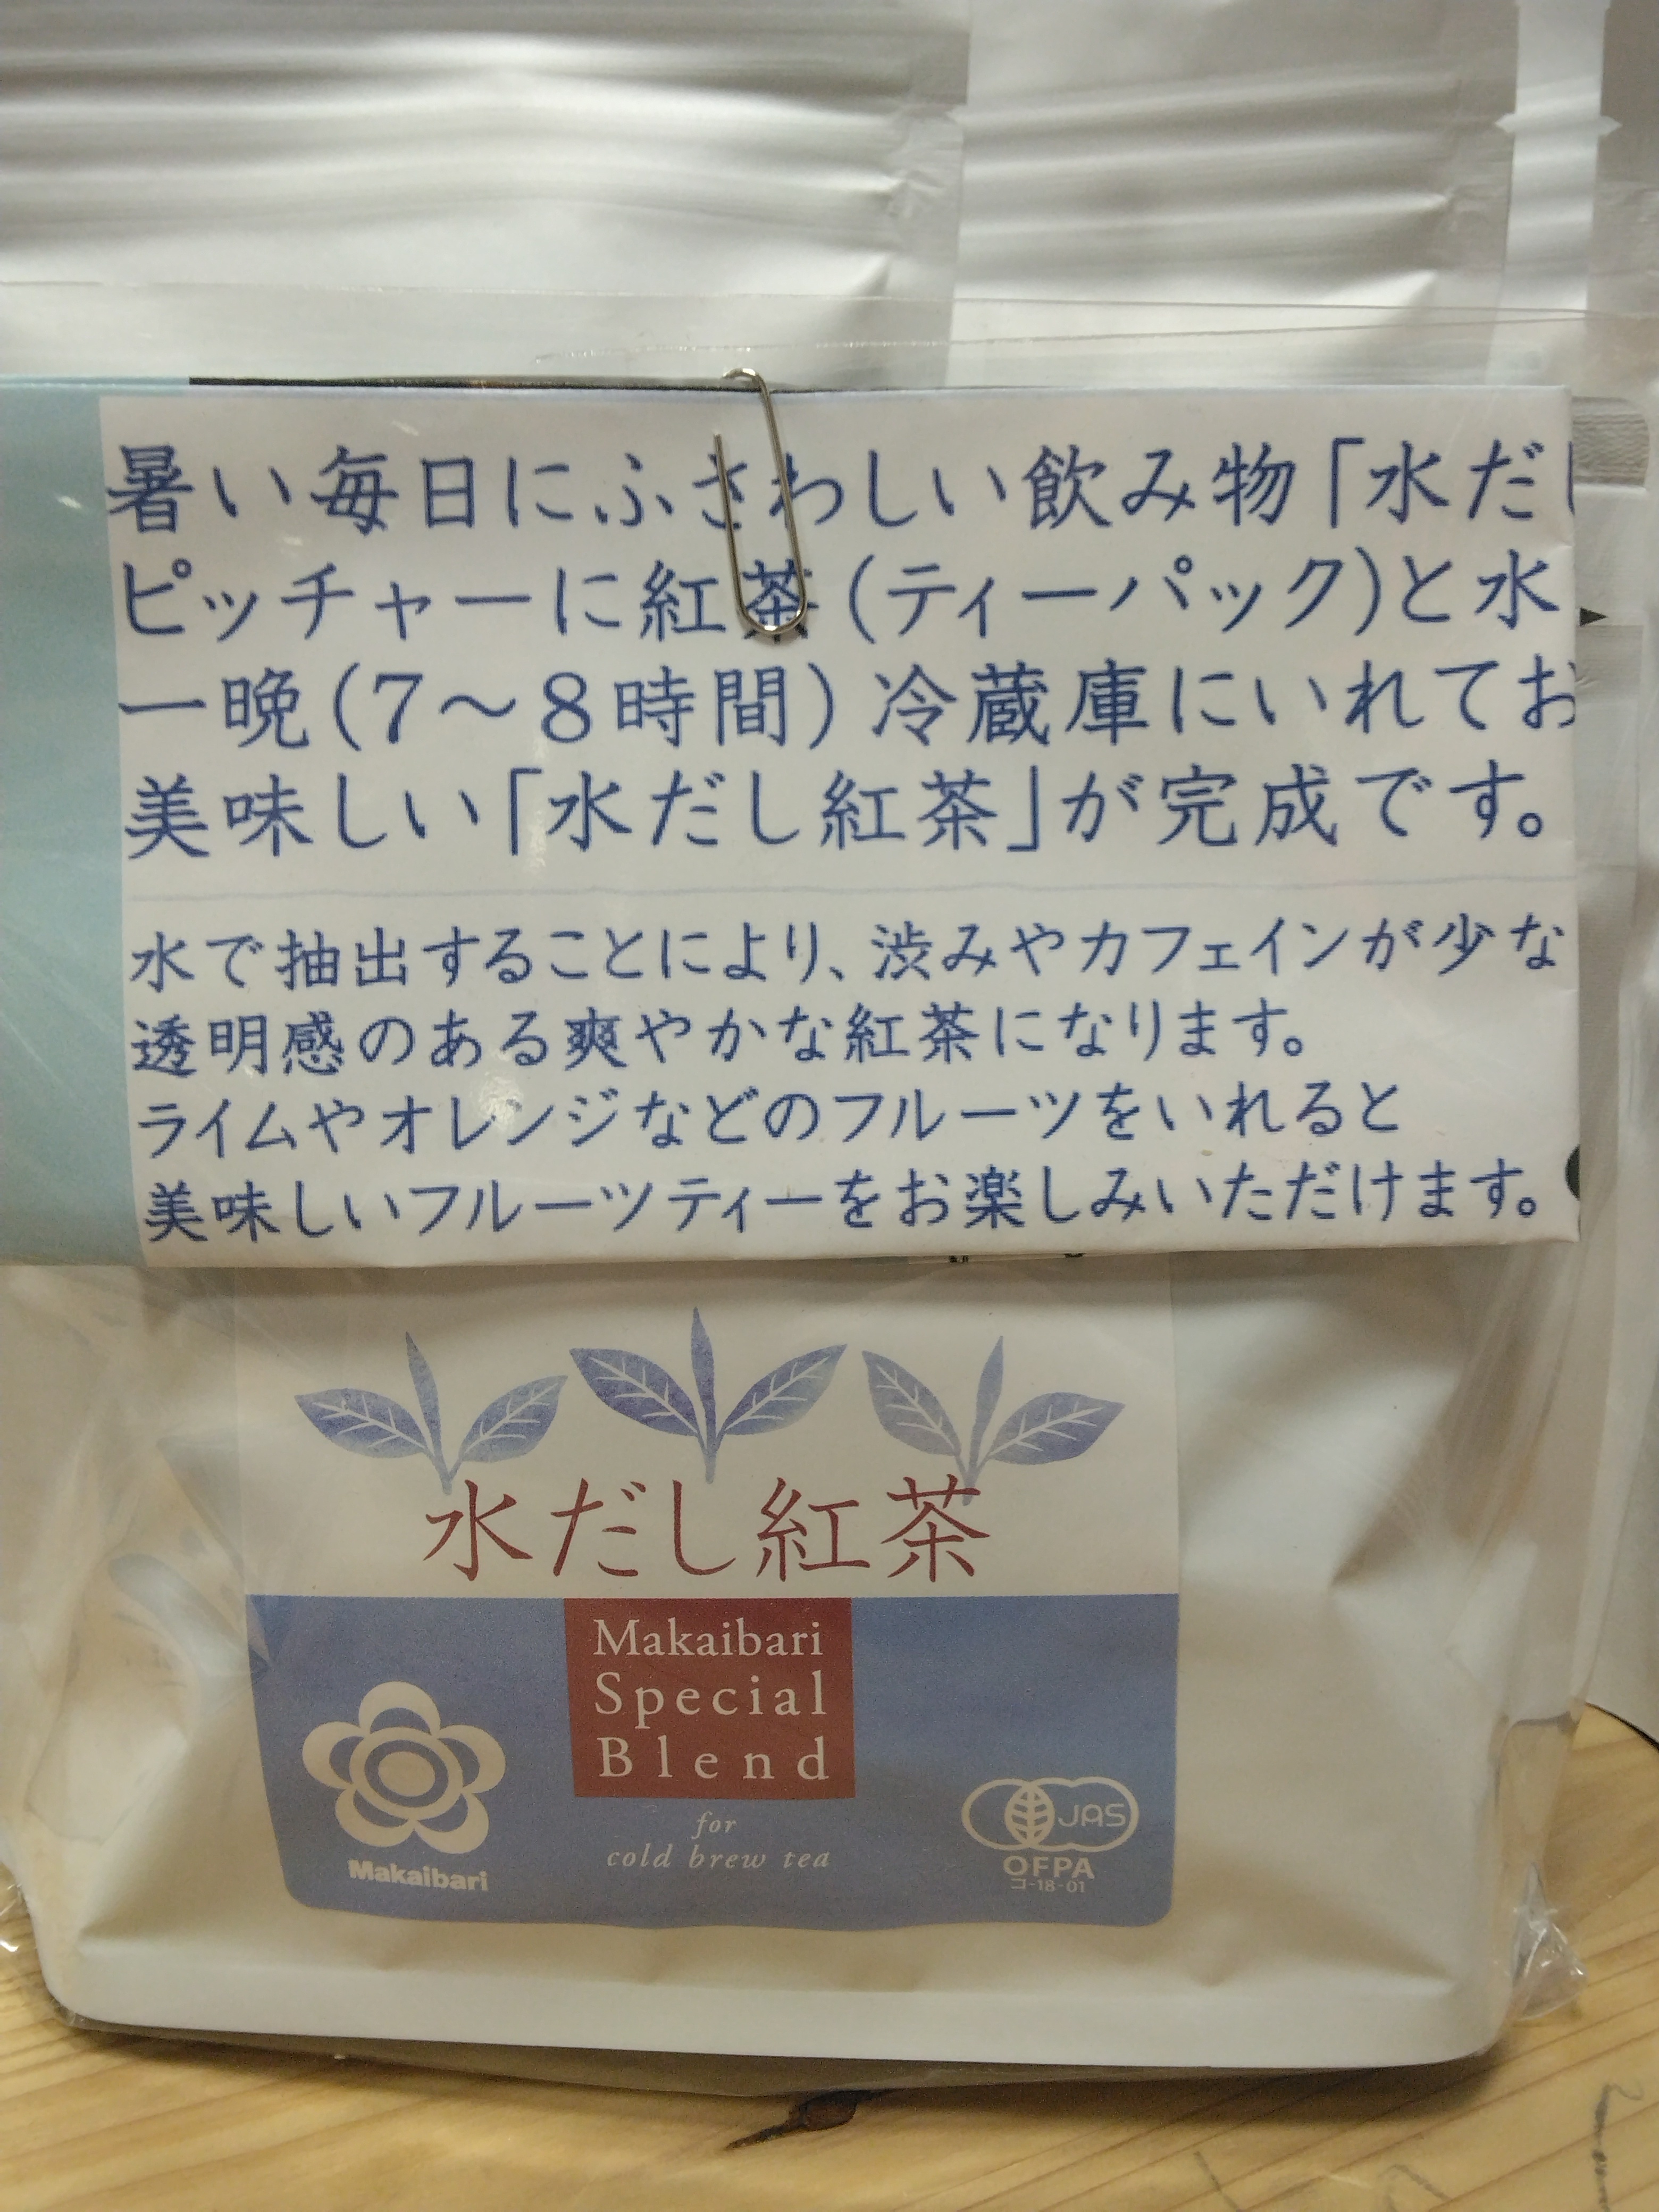 暑い毎日にふさわしい飲み物「水だし
ピッチャーに紅茶(ティーパック)と水
一晩(7〜8時間)冷蔵庫にいれてお
美味しい「水だし紅茶」が完成です。
水で抽出することにより、渋みやカフェインが少な
透明感のある爽やかな紅茶になります。
ライムやオレンジなどのフルーツをいれると
美味しいフルーツティーをお楽しみいただけます。
水だし紅茶
Makaibari
Special
Blend
for
cold brew tea
Makaibari
JAS
OFPA
コ-18-01